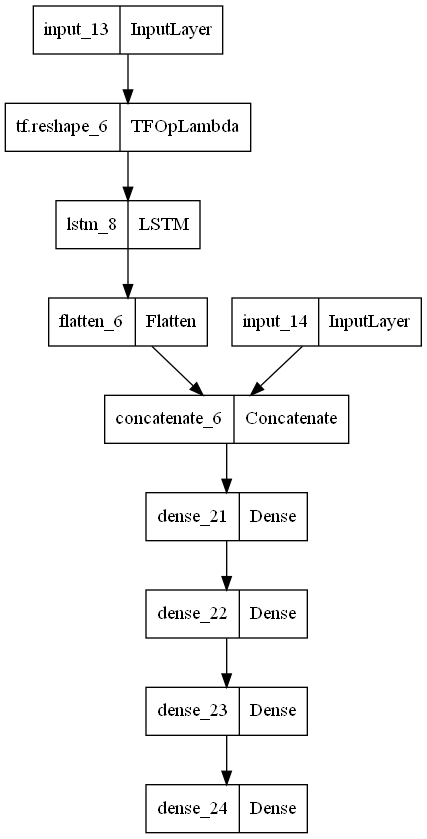 input_13 InputLayer
tf.reshape_6 TFOpLambda
lstm_8 LSTM
flatten_6 Flatten
input_14 InputLayer
concatenate_6 Concatenate
dense_21 Dense
dense_22 Dense
dense_23 Dense
dense_24 Dense